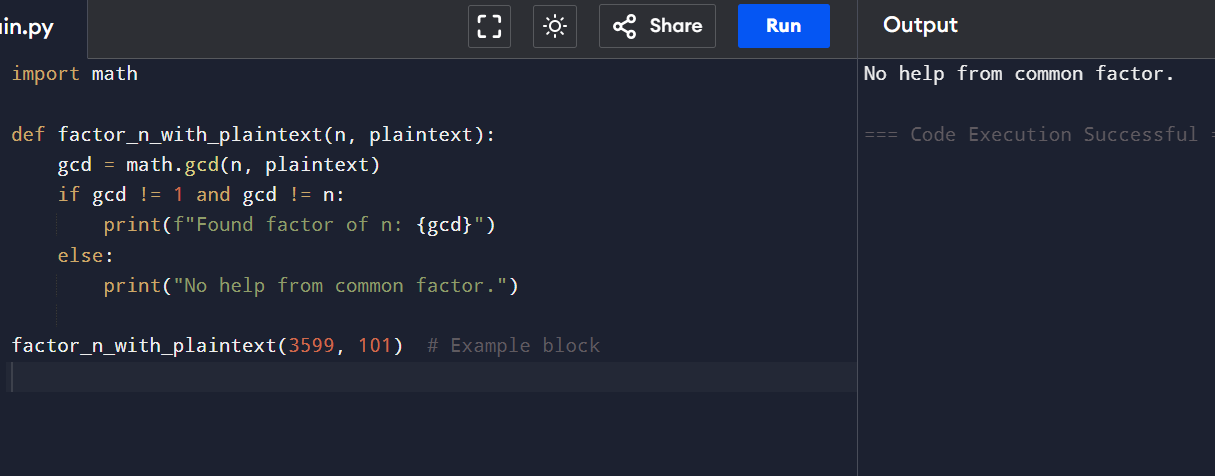 in.py
Share
Run
Output
import math
def factor_n_with_plaintext(n, plaintext):
    gcd = math.gcd(n, plaintext)
    if gcd != 1 and gcd != n:
        print(f"Found factor of n: {gcd}")
    else:
        print("No help from common factor.")
factor_n_with_plaintext(3599, 101)  # Example block
No help from common factor.
=== Code Execution Successful =